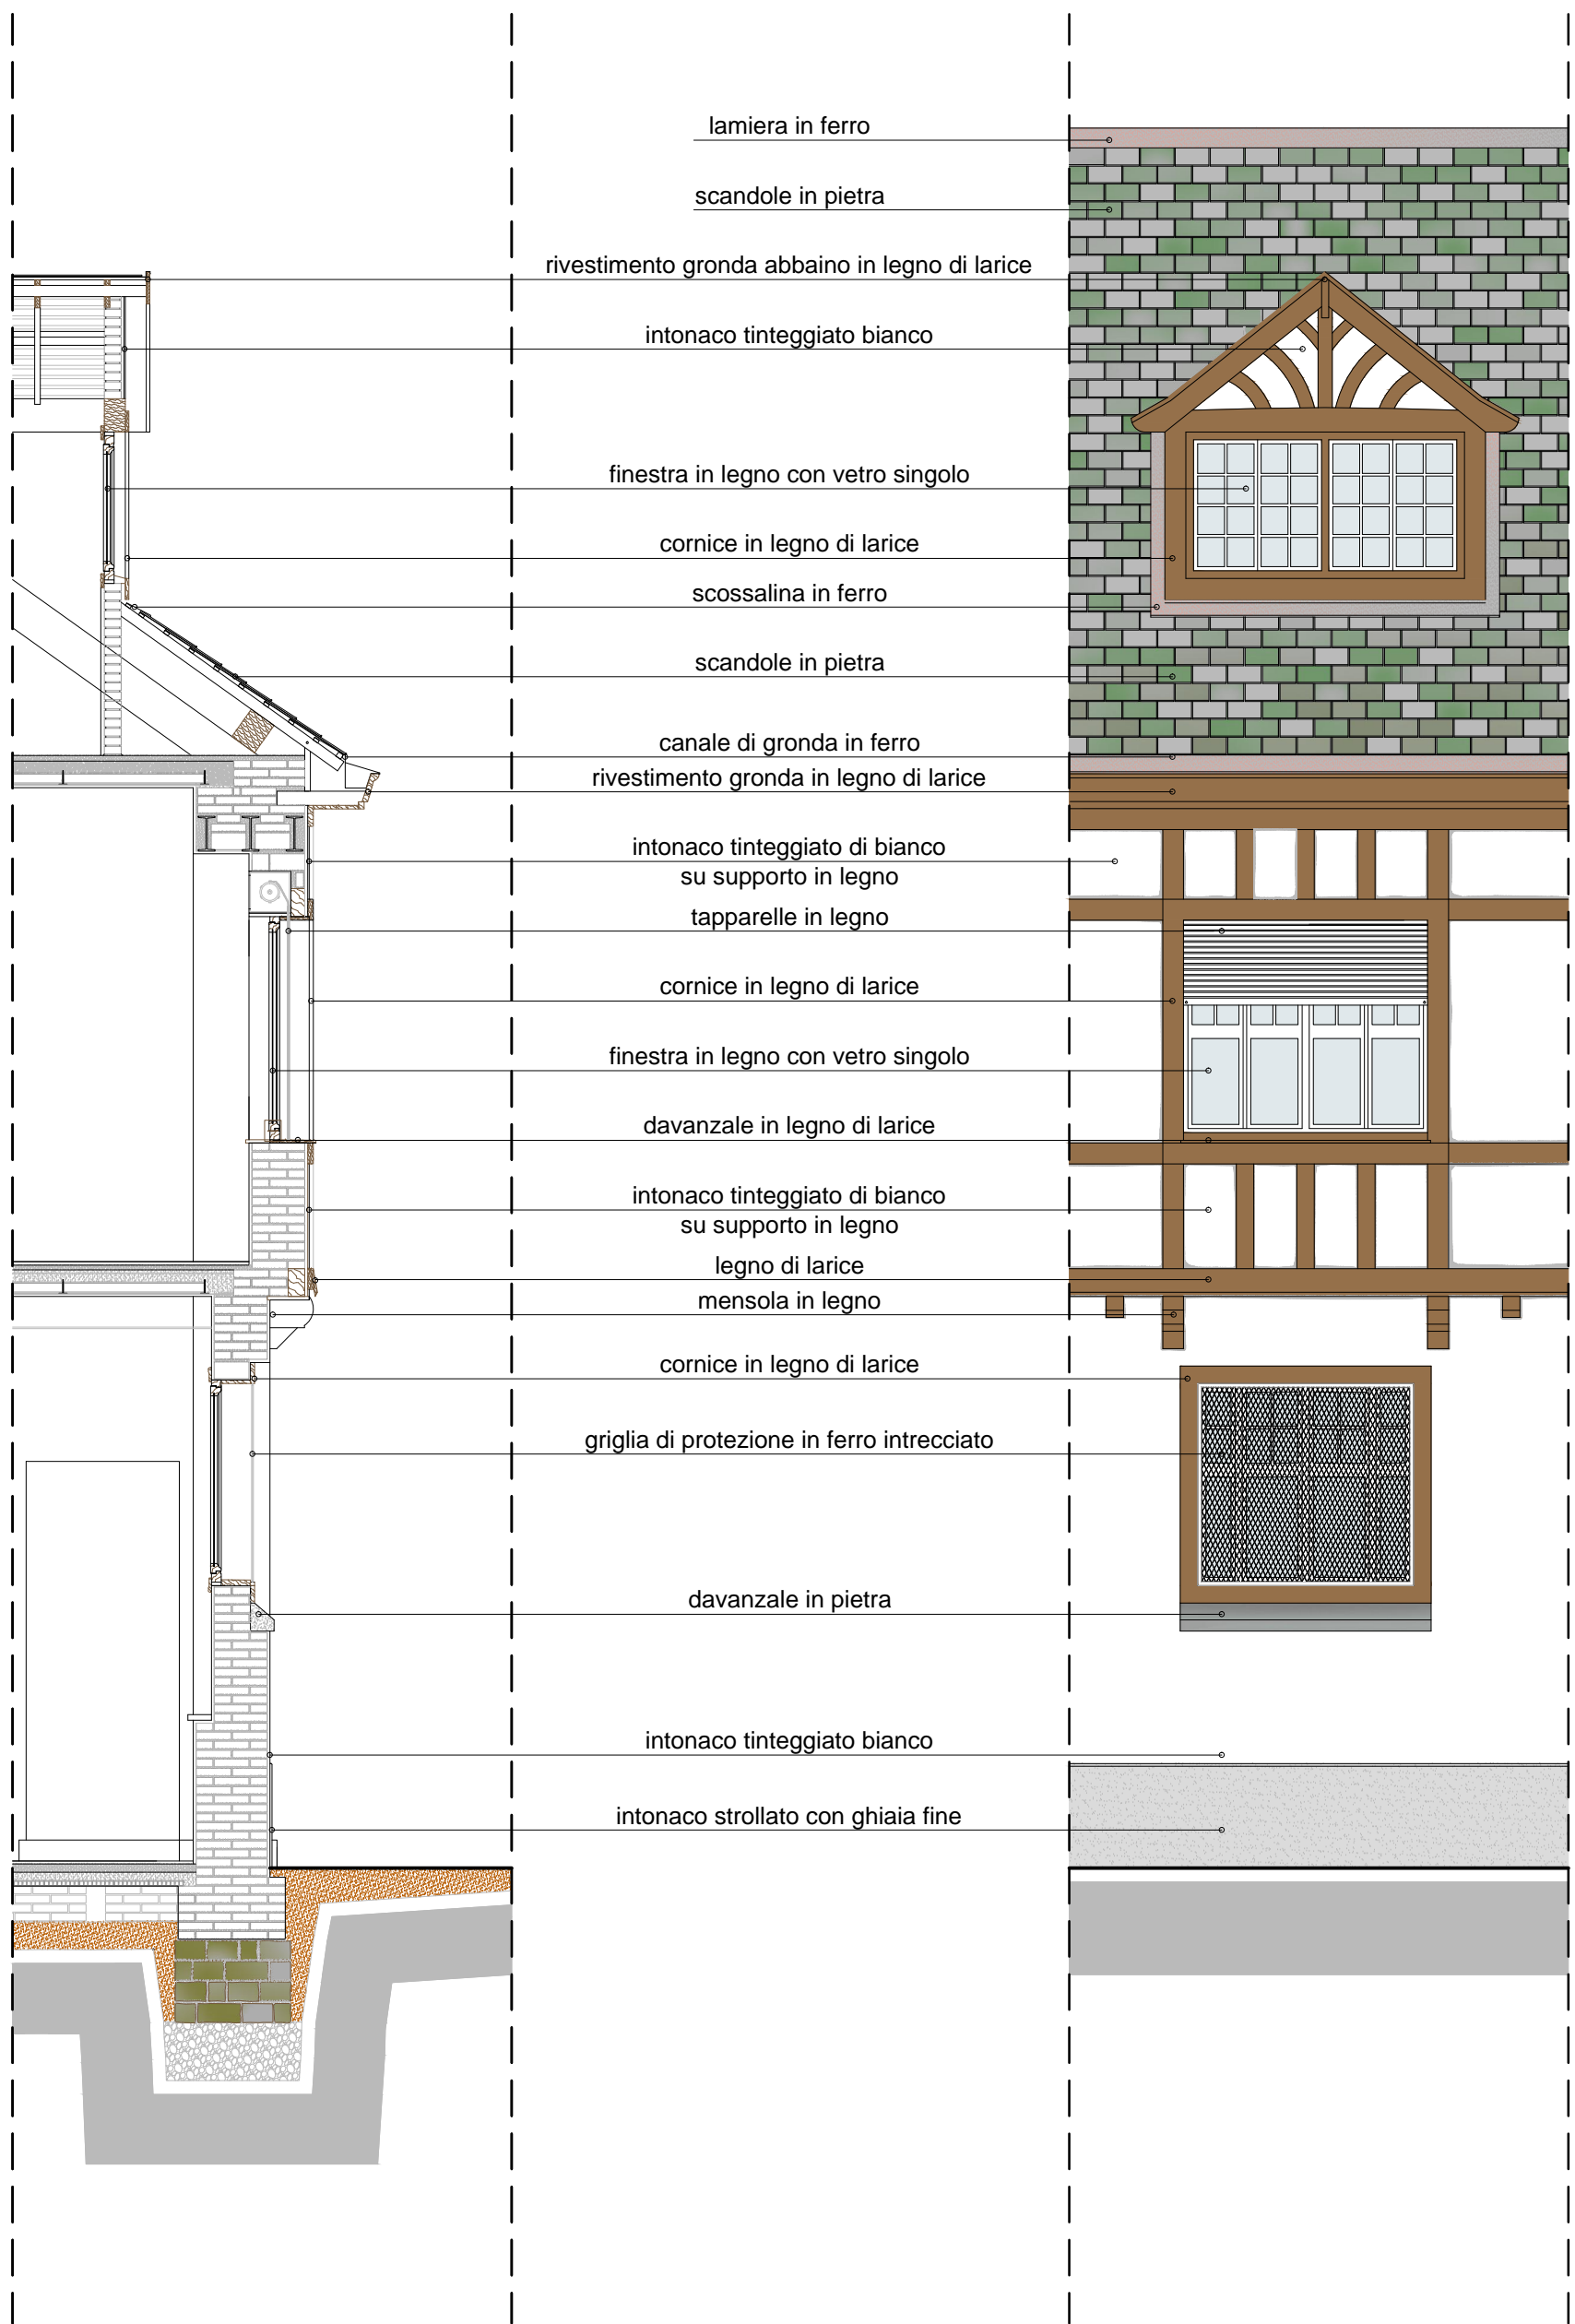 lamiera in ferro
scandole in pietra
rivestimento gronda abbaino in legno di larice
intonaco tinteggiato bianco
finestra in legno con vetro singolo
cornice in legno di larice
scossalina in ferro
scandole in pietra
canale di gronda in ferro
rivestimento gronda in legno di larice
intonaco tinteggiato di bianco
su supporto in legno
tapparelle in legno
cornice in legno di larice
finestra in legno con vetro singolo
davanzale in legno di larice
intonaco tinteggiato di bianco
su supporto in legno
legno di larice
mensola in legno
cornice in legno di larice
griglia di protezione in ferro intrecciato
davanzale in pietra
intonaco tinteggiato bianco
intonaco strollato con ghiaia fine